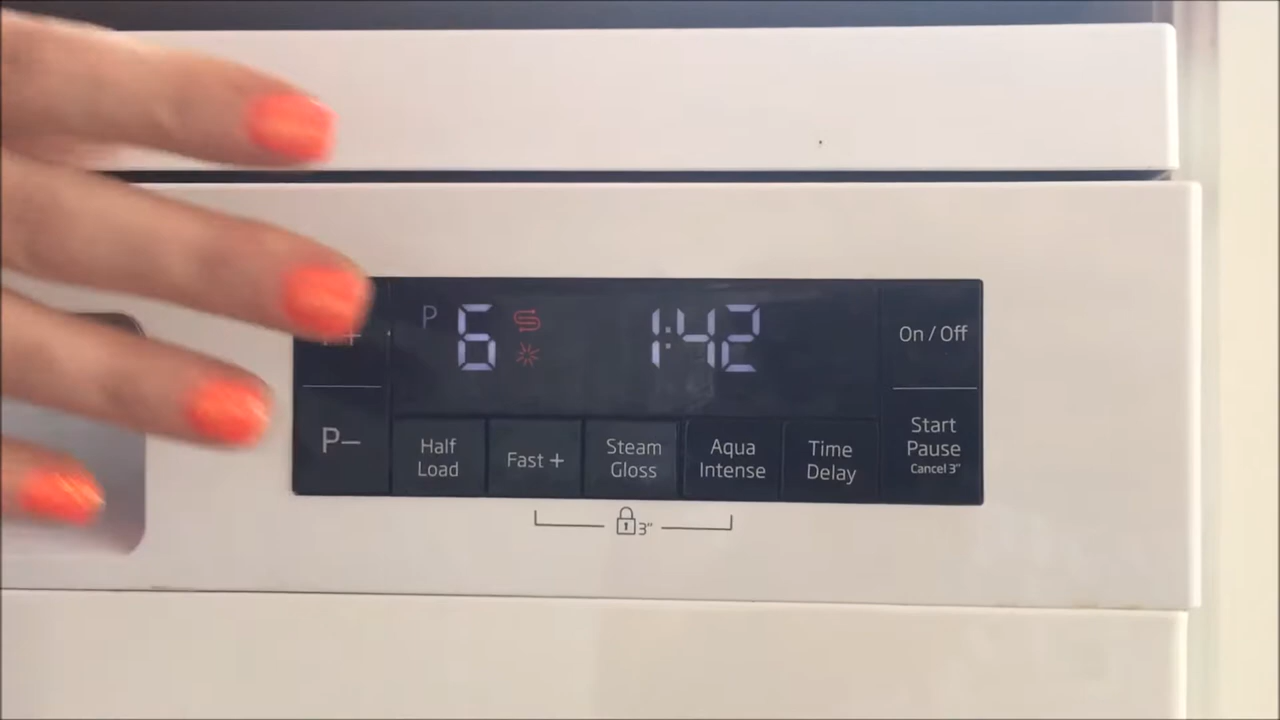 P 6 1:42
On / Off
P–
Half
Load
Fast +
Steam
Gloss
Aqua
Intense
Time
Delay
Start
Pause
Cancel 3"
3"